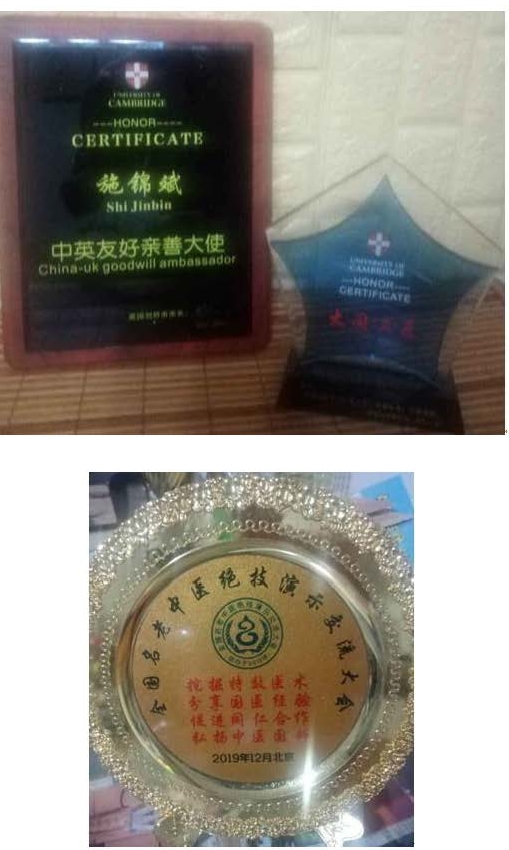 UNIVERSITY OF
CAMBRIDGE
---HONOR----
CERTIFICATE
施锦斌
Shi Jinbin
中英友好亲善大使
China-uk goodwill ambassador
UNIVERSITY OF
CAMBRIDGE
---HONOR----
CERTIFICATE
大国
全国名老中医绝技演示交流大会
挖掘特效医术
分享国医经验
促进同仁合作
弘扬中医国粹
2019年12月北京